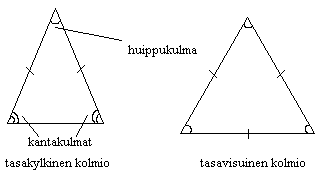 huippukulma
kantakulmat
tasakylkinen kolmio
tasavisuinen kolmio